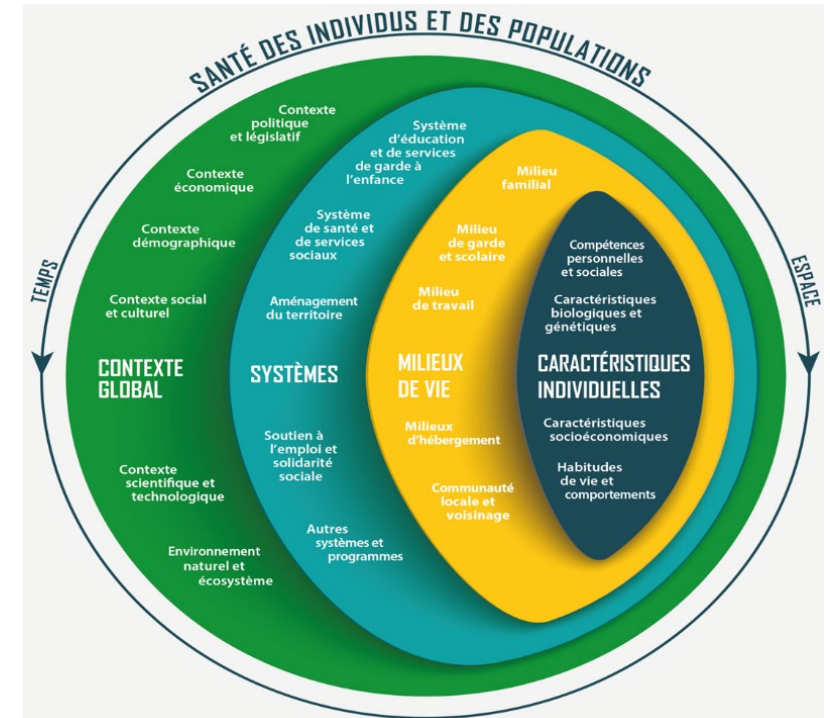 SANTÉ DES INDIVIDUS ET DES POPULATIONS
TEMPS
ESPACE
Contexte
politique
et législatif
Contexte
économique
Contexte
démographique
Contexte social
et culturel
CONTEXTE
GLOBAL
Contexte
scientifique et
technologique
Environnement
naturel et
écosystème
Système
d'éducation
et de services
de garde à
l'enfance
Système
de santé et
de services
sociaux
Aménagement
du territoire
SYSTÈMES
Soutien à
l'emploi et
solidarité
sociale
Autres
systèmes et
programmes
Milieu
familial
Milieu
de garde
et scolaire
Milieu
de travail
MILIEUX
DE VIE
Milieux
d'hébergement
Communauté
locale et
voisinage
Compétences
personnelles
et sociales
Caractéristiques
biologiques et
génétiques
CARACTÉRISTIQUES
INDIVIDUELLES
Caractéristiques
socioéconomiques
Habitudes
de vie et
comportements